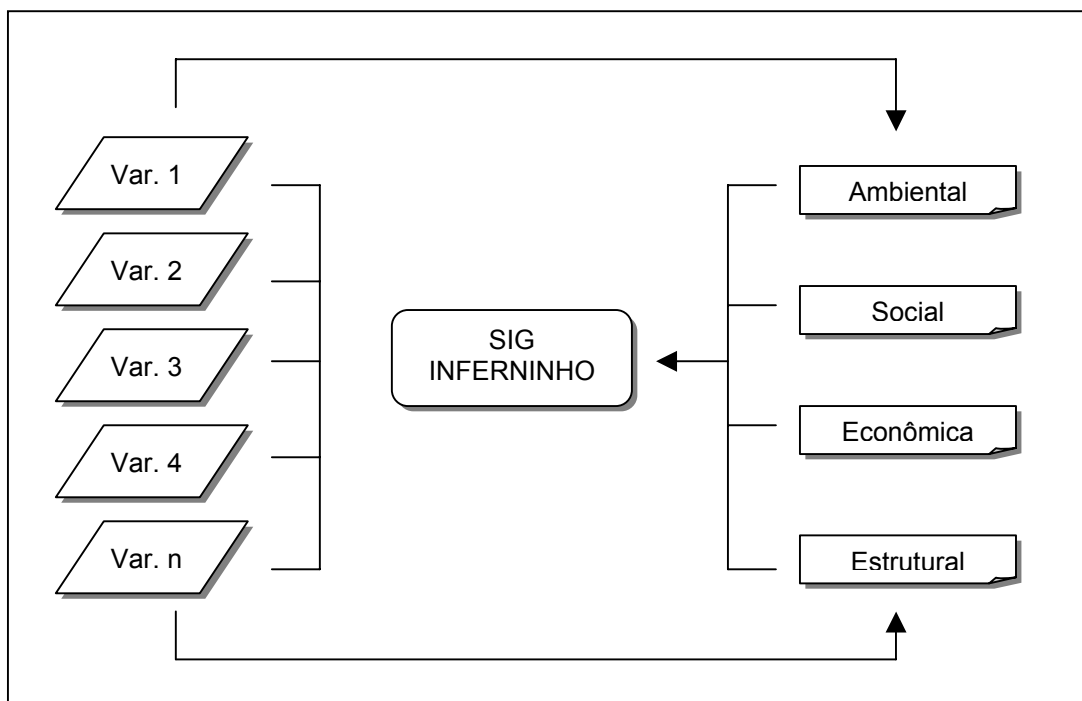 Var. 1
Var. 2
Var. 3
Var. 4
Var. n
SIG
INFERNINHO
Ambiental
Social
Econômica
Estrutural